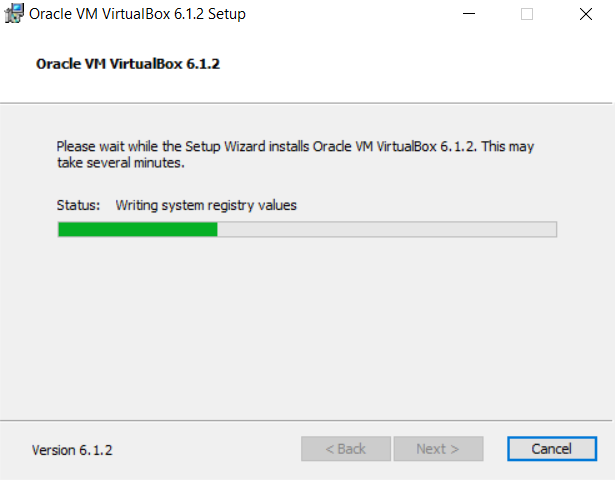 Oracle VM VirtualBox 6.1.2 Setup
Oracle VM VirtualBox 6.1.2
Please wait while the Setup Wizard installs Oracle VM VirtualBox 6.1.2. This may
take several minutes.
Status: Writing system registry values
Version 6.1.2
< Back
Next >
Cancel